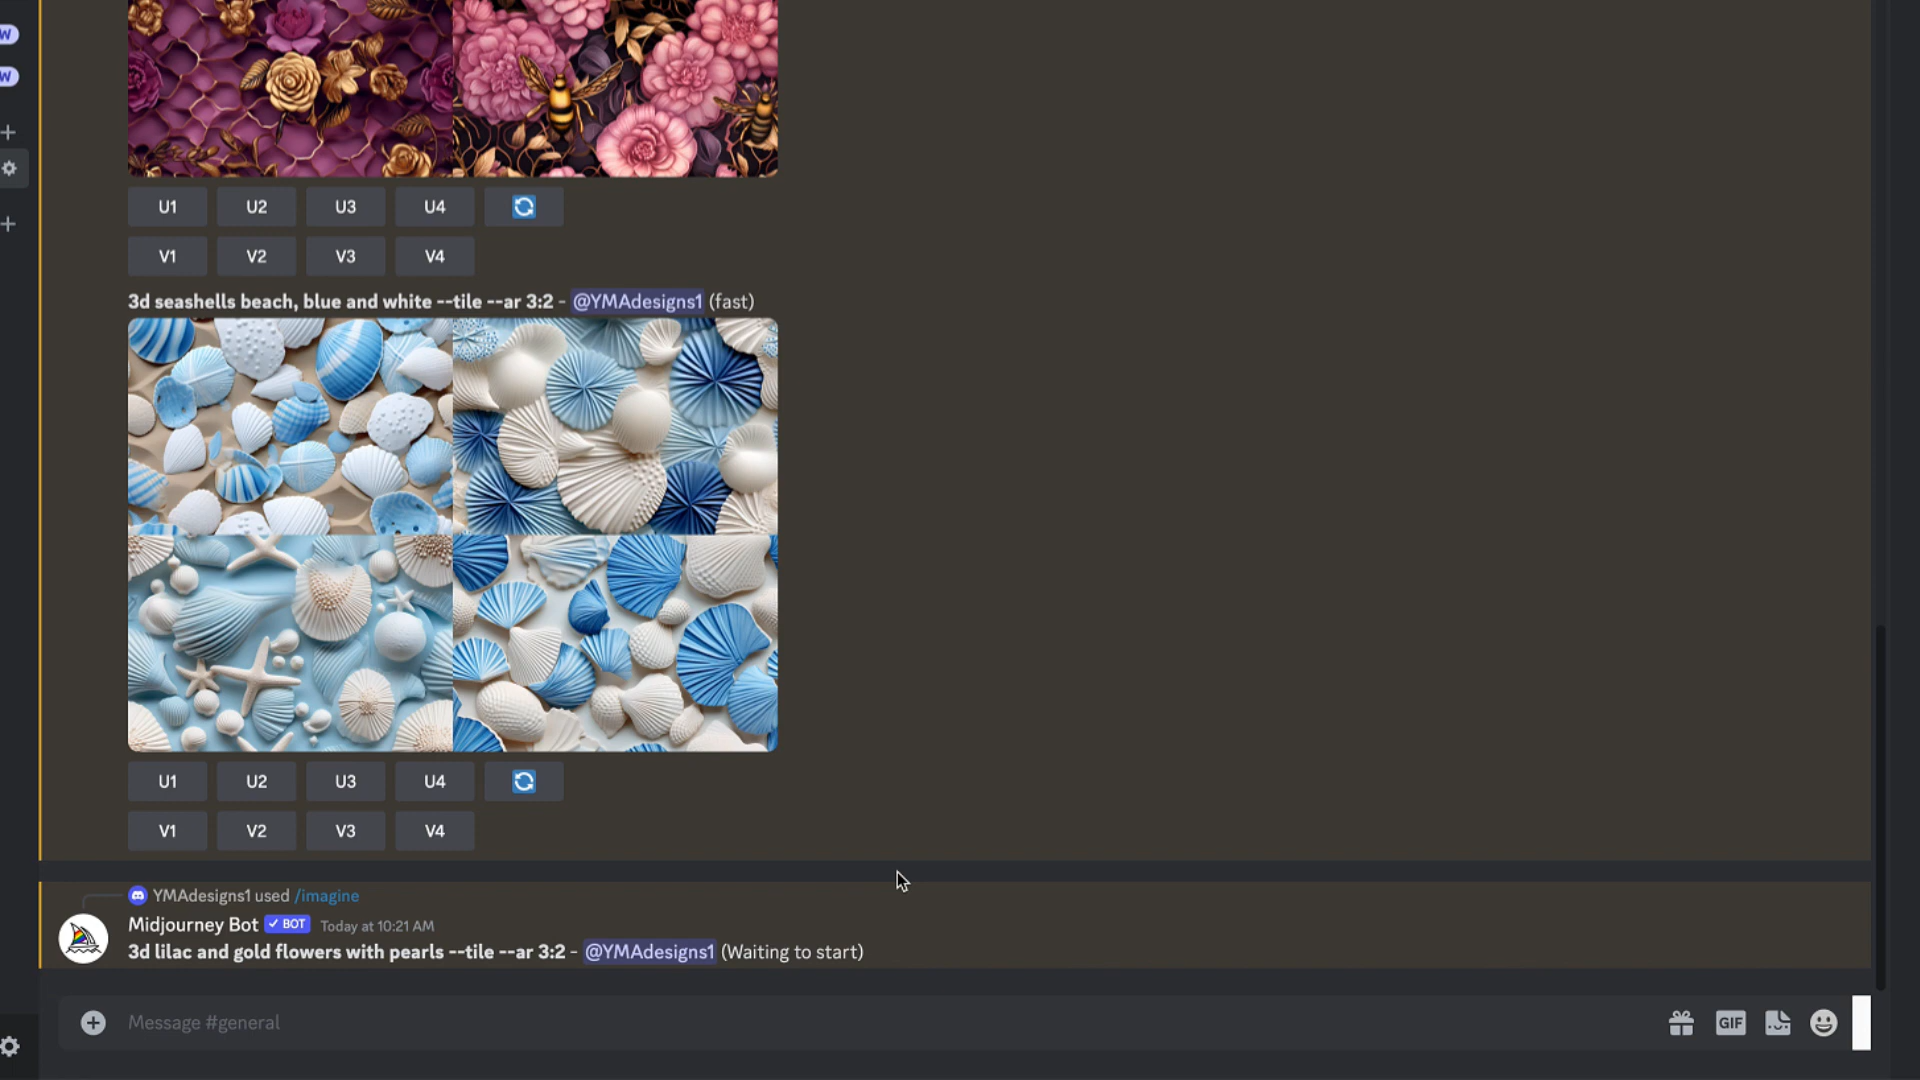 W
W
U1 U2 U3 U4
V1 V2 V3 V4
3d seashells beach, blue and white --tile --ar 3:2 - @YMAdesigns1 (fast)
U1 U2 U3 U4
V1 V2 V3 V4
YMAdesigns1 used /imagine
Midjourney Bot ✓ BOT Today at 10:21 AM
3d lilac and gold flowers with pearls --tile --ar 3:2 - @YMAdesigns1 (Waiting to start)
Message #general
GIF